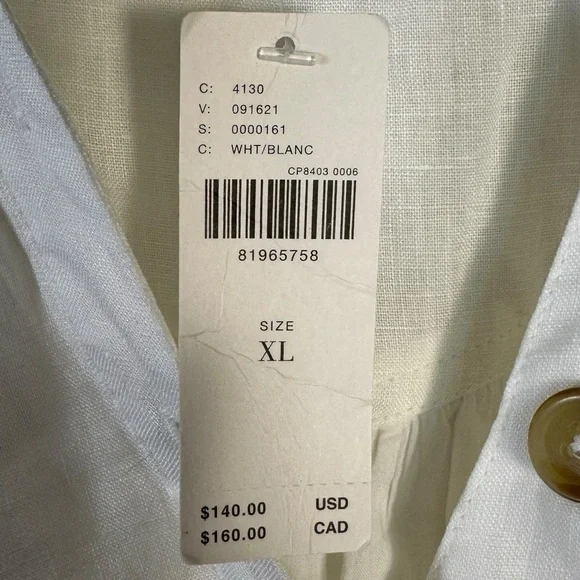 C: 4130
V: 091621
S: 0000161
C: WHT/BLANC
CP8403 0006
81965758
SIZE
XL
$140.00 USD
$160.00 CAD